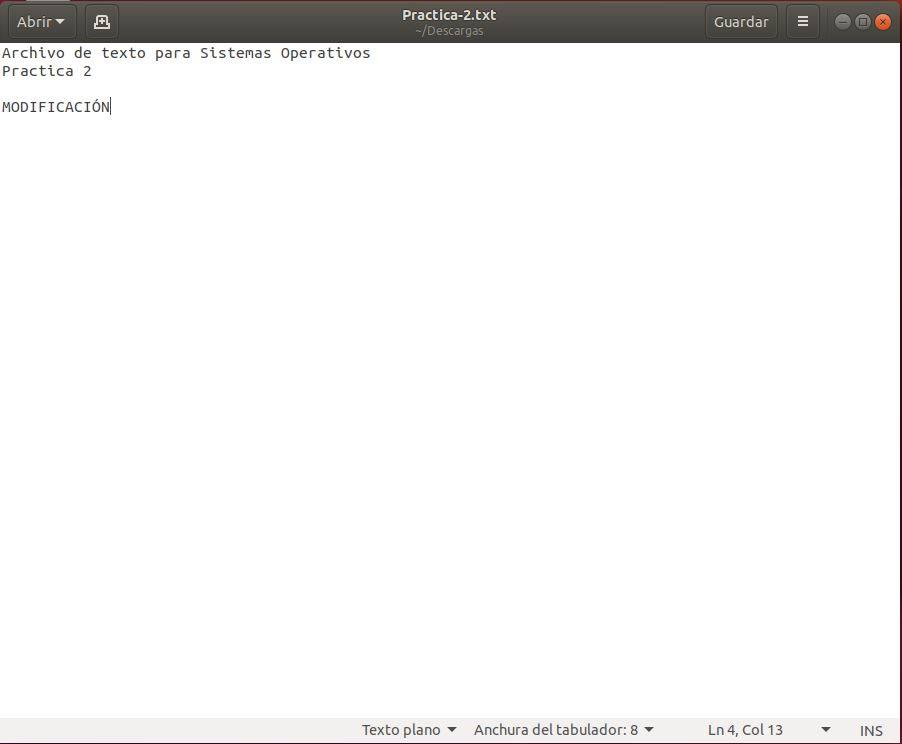 Abrir
Practica-2.txt
~/Descargas
Guardar
Archivo de texto para Sistemas Operativos
Practica 2
MODIFICACIÓN
Texto plano Anchura del tabulador: 8 Ln 4, Col 13 INS